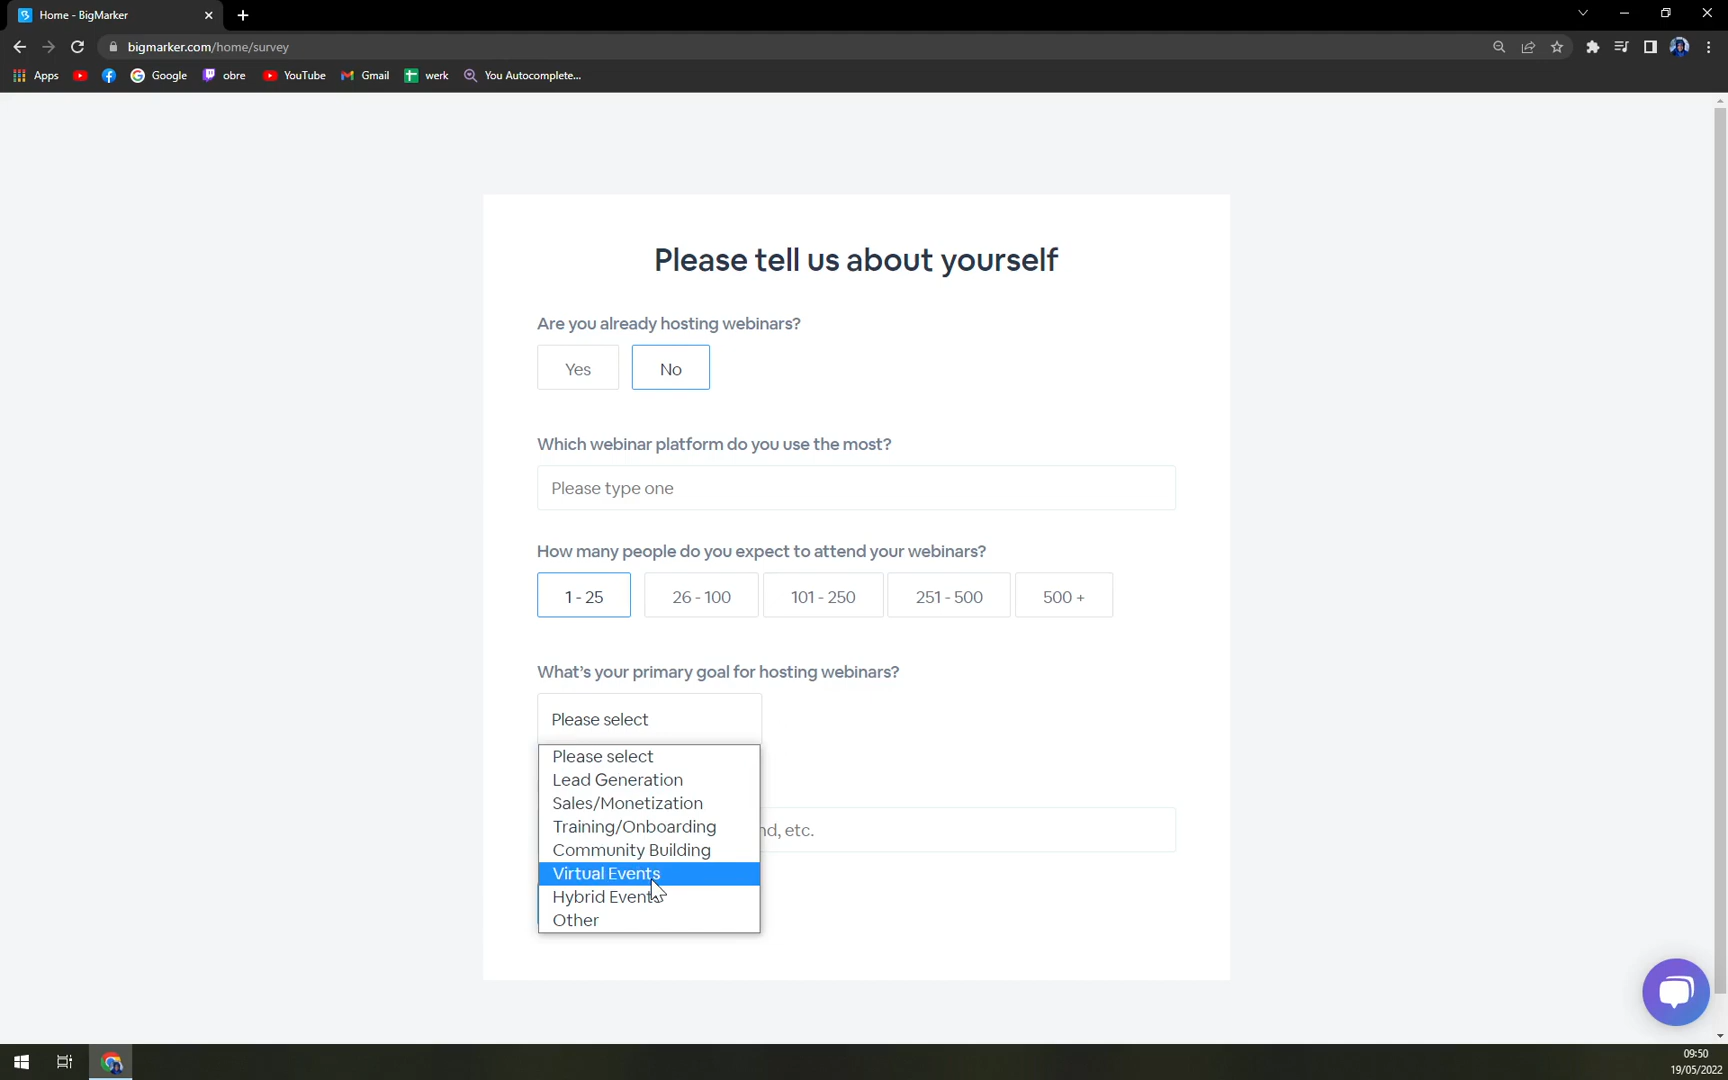 Home - BigMarker
bigmarker.com/home/survey
Apps
Google
obre
YouTube
Gmail
werk
You Autocomplete...
Please tell us about yourself
Are you already hosting webinars?
Yes No
Which webinar platform do you use the most?
Please type one
How many people do you expect to attend your webinars?
1 - 25 26 - 100 101 - 250 251 - 500 500 +
What's your primary goal for hosting webinars?
Please select
Please select
Lead Generation
Sales/Monetization
Training/Onboarding
nd, etc.
Community Building
Virtual Events
Hybrid Event
Other
09:50
19/05/2022